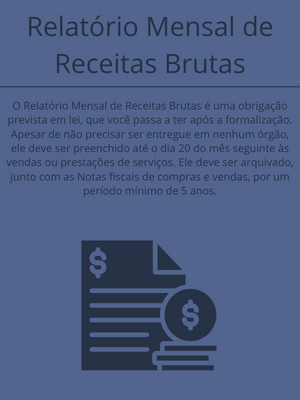 Relatório Mensal de
Receitas Brutas
O Relatório Mensal de Receitas Brutas é uma obrigação
prevista em lei, que você passa a ter após a formalização.
Apesar de não precisar ser entregue em nenhum órgão,
ele deve ser preenchido até o dia 20 do mês seguinte às
vendas ou prestações de serviços. Ele deve ser arquivado,
junto com as Notas fiscais de compras e vendas, por um
período mínimo de 5 anos.
$
$